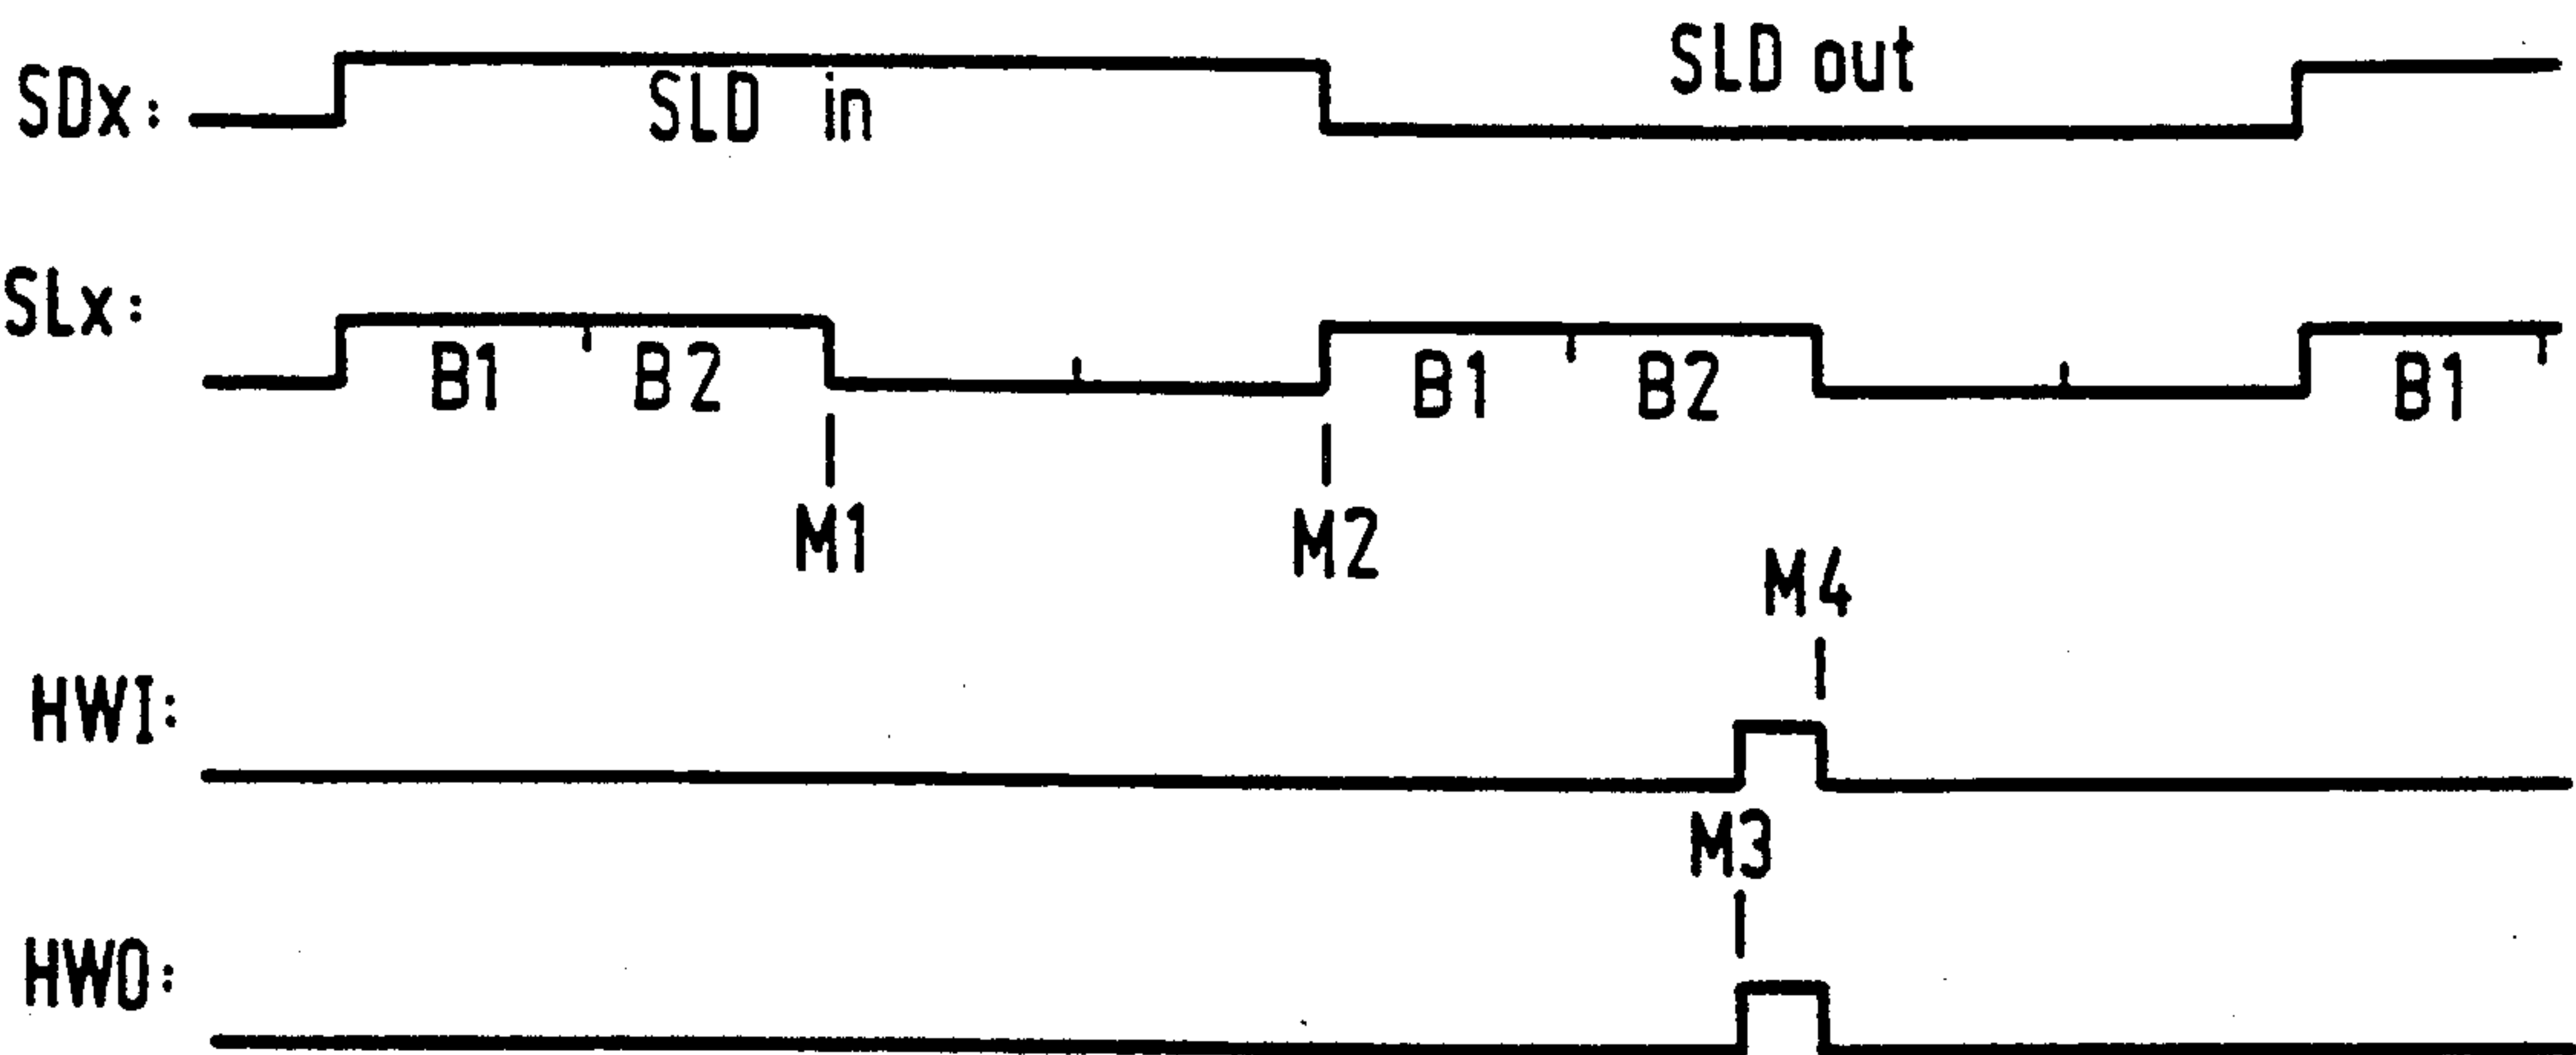 SDx:
SLD in
SLD out
SLx:
B1 B2 B1 B2 B1
M1 M2
M4
HWI:
M3
HWO: